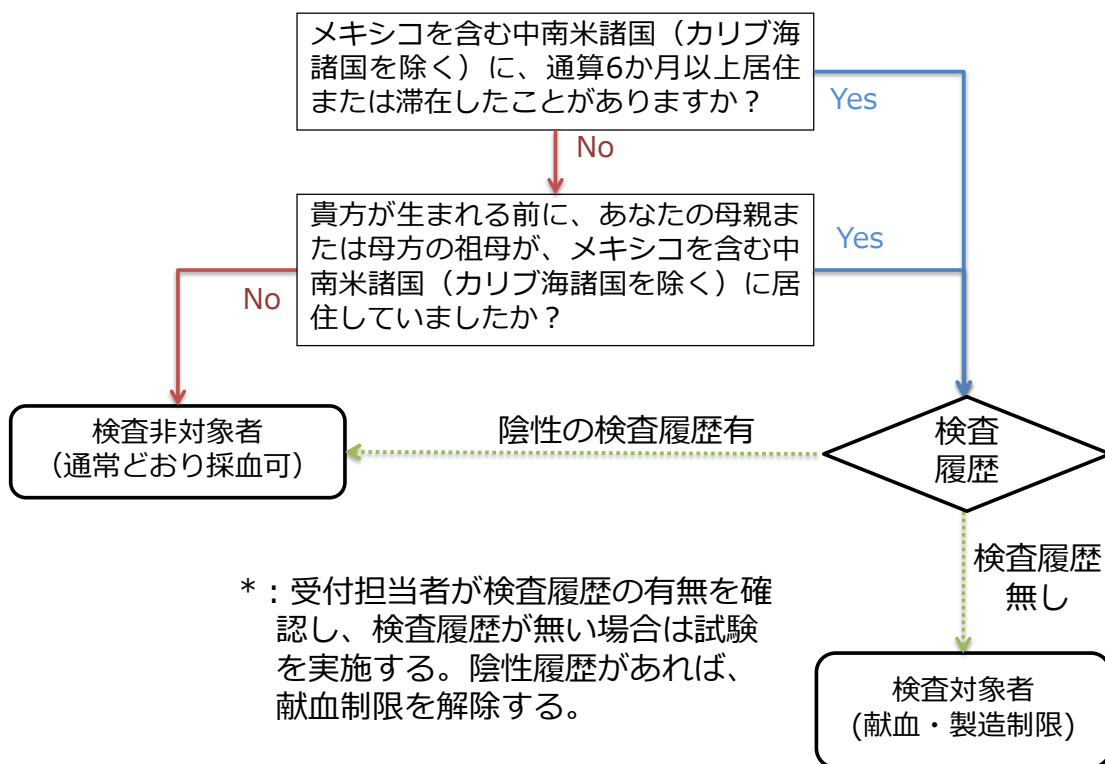 メキシコを含む中南米諸国（カリブ海
諸国を除く）に、通算6か月以上居住
または滞在したことがありますか？
Yes
No
貴方が生まれる前に、あなたの母親ま
たは母方の祖母が、メキシコを含む中
南米諸国（カリブ海諸国を除く）に居
住していましたか？
Yes
No
検査非対象者
（通常どおり採血可）
陰性の検査履歴有
検査
履歴
検査履歴
無し
*：受付担当者が検査履歴の有無を確
認し、検査履歴が無い場合は試験
を実施する。陰性履歴があれば、
献血制限を解除する。
検査対象者
(献血・製造制限)